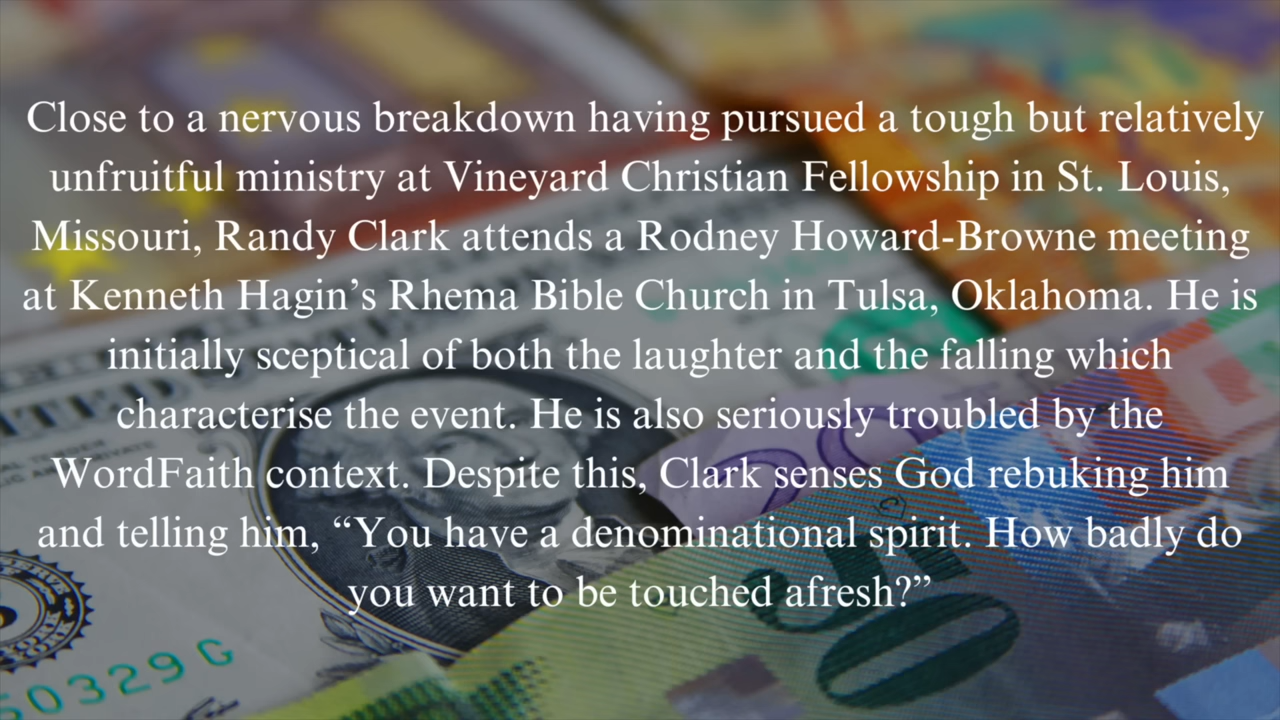 Close to a nervous breakdown having pursued a tough but relatively
unfruitful ministry at Vineyard Christian Fellowship in St. Louis,
Missouri, Randy Clark attends a Rodney Howard-Browne meeting
at Kenneth Hagin’s Rhema Bible Church in Tulsa, Oklahoma. He is
initially sceptical of both the laughter and the falling which
characterise the event. He is also seriously troubled by the
WordFaith context. Despite this, Clark senses God rebuking him
and telling him, “You have a denominational spirit. How badly do
you want to be touched afresh?”
20
50
50329 G